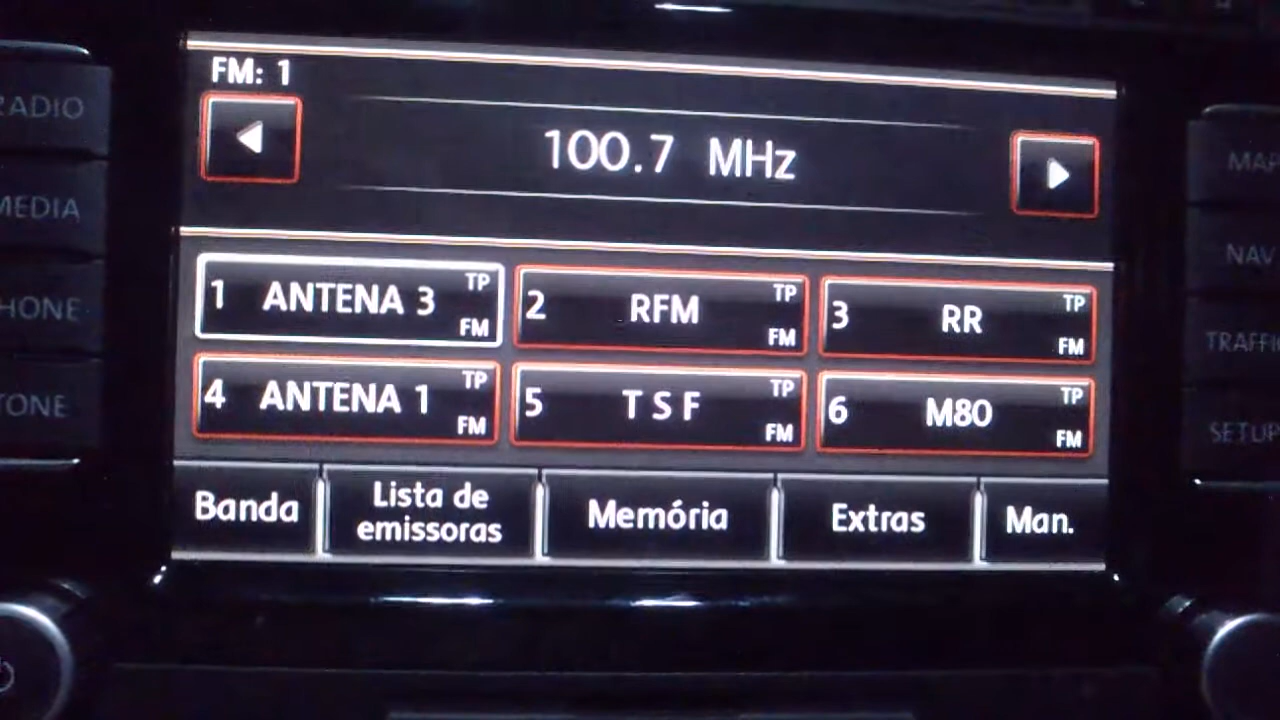 FM: 1
100.7 MHz
1 ANTENA 3 TP FM
2 RFM TP FM
3 RR TP FM
4 ANTENA 1 TP FM
5 T S F TP FM
6 M80 TP FM
Banda
Lista de
emissoras
Memória
Extras
Man.
RADIO
MEDIA
HONE
TONE
MAP
NAV
TRAFFIC
SETUP